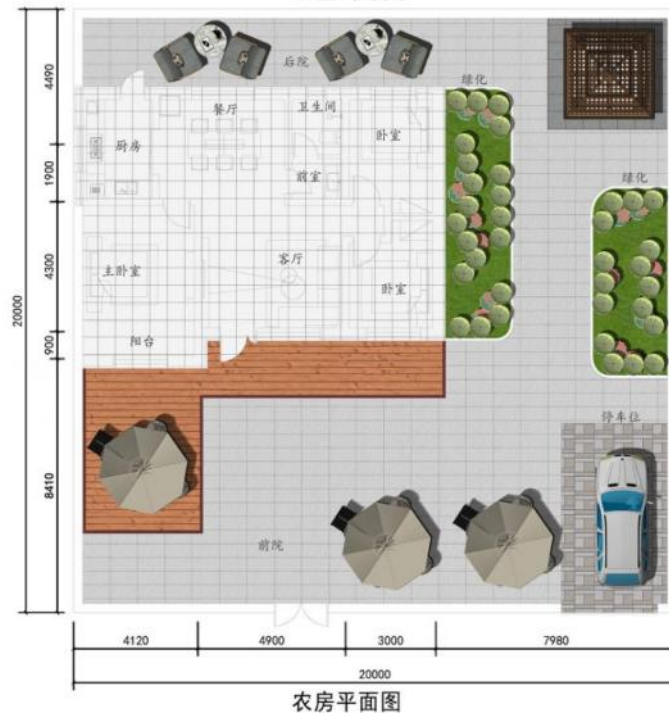 后院
绿化
餐厅
卫生间
卧室
厨房
前室
绿化
客厅
主卧室
卧室
阳台
停车位
前院
4490
1900
4300
900
8410
20000
4120
4900
3000
7980
20000
农房平面图